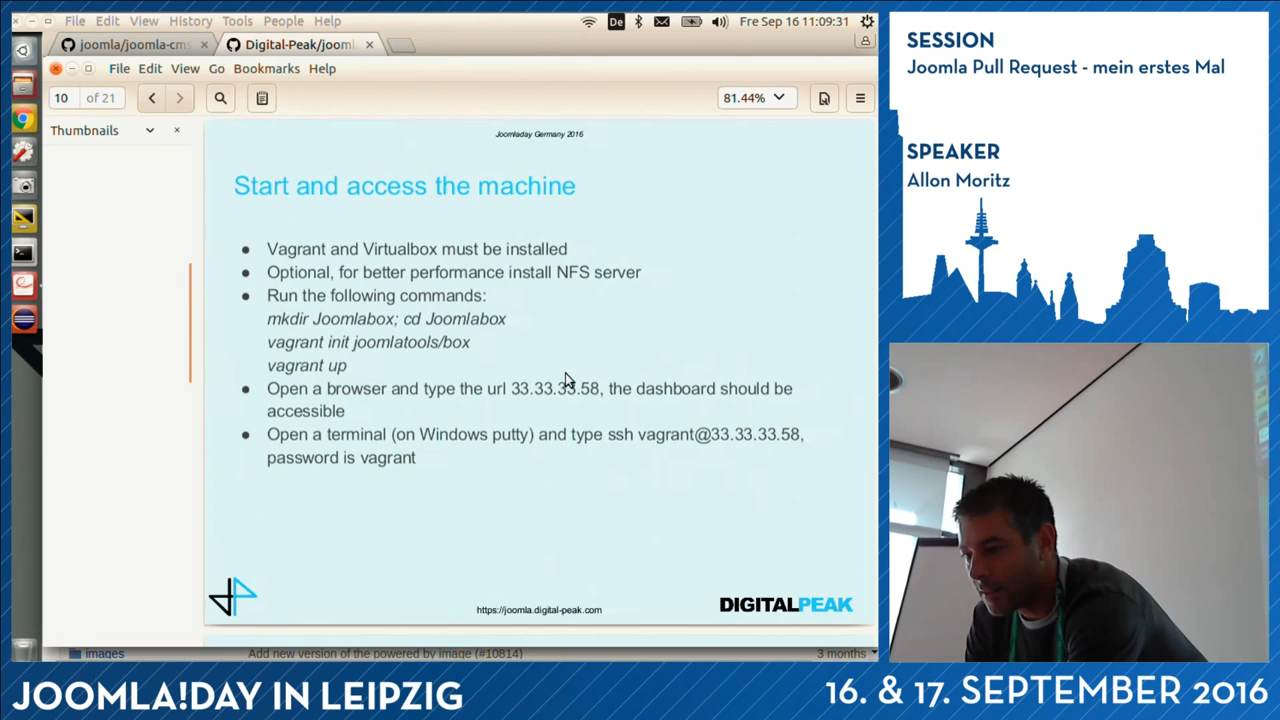 File Edit View History Tools People Help
De
Fri Sep 16 11:09:31
joomla/joomla-cms
Digital-Peak/jooml
File Edit View Go Bookmarks Help
10 of 21
81.44%
Thumbnails
Joomladay Germany 2016
Start and access the machine
● Vagrant and Virtualbox must be installed
● Optional, for better performance install NFS server
● Run the following commands:
mkdir Joomlabox; cd Joomlabox
vagrant init joomlatools/box
vagrant up
● Open a browser and type the url 33.33.33.58, the dashboard should be
accessible
● Open a terminal (on Windows putty) and type ssh vagrant@33.33.33.58,
password is vagrant
https://joomla.digital-peak.com
DIGITALPEAK
images
Add new version of the powered by image (#10814)
3 months
SESSION
Joomla Pull Request - mein erstes Mal
SPEAKER
Allon Moritz
JOOMLA!DAY IN LEIPZIG
16. & 17. SEPTEMBER 2016